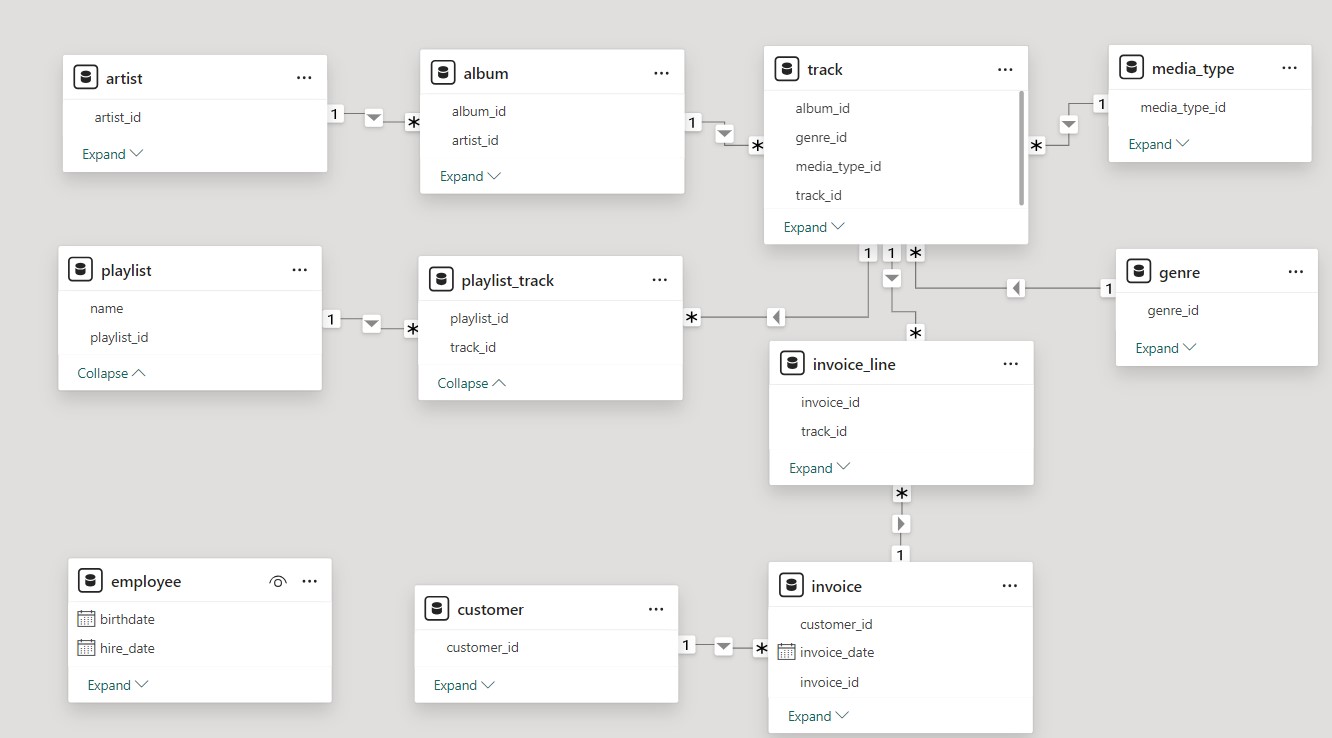 artist
artist_id
Expand
1
*
album
album_id
artist_id
Expand
1
*
track
album_id
genre_id
media_type_id
track_id
Expand
*
1
media_type
media_type_id
Expand
playlist
name
playlist_id
Collapse
1
*
playlist_track
playlist_id
track_id
Collapse
*
1
1
*
*
1
genre
genre_id
Expand
invoice_line
invoice_id
track_id
Expand
*
1
employee
birthdate
hire_date
Expand
customer
customer_id
Expand
1
*
invoice
customer_id
invoice_date
invoice_id
Expand